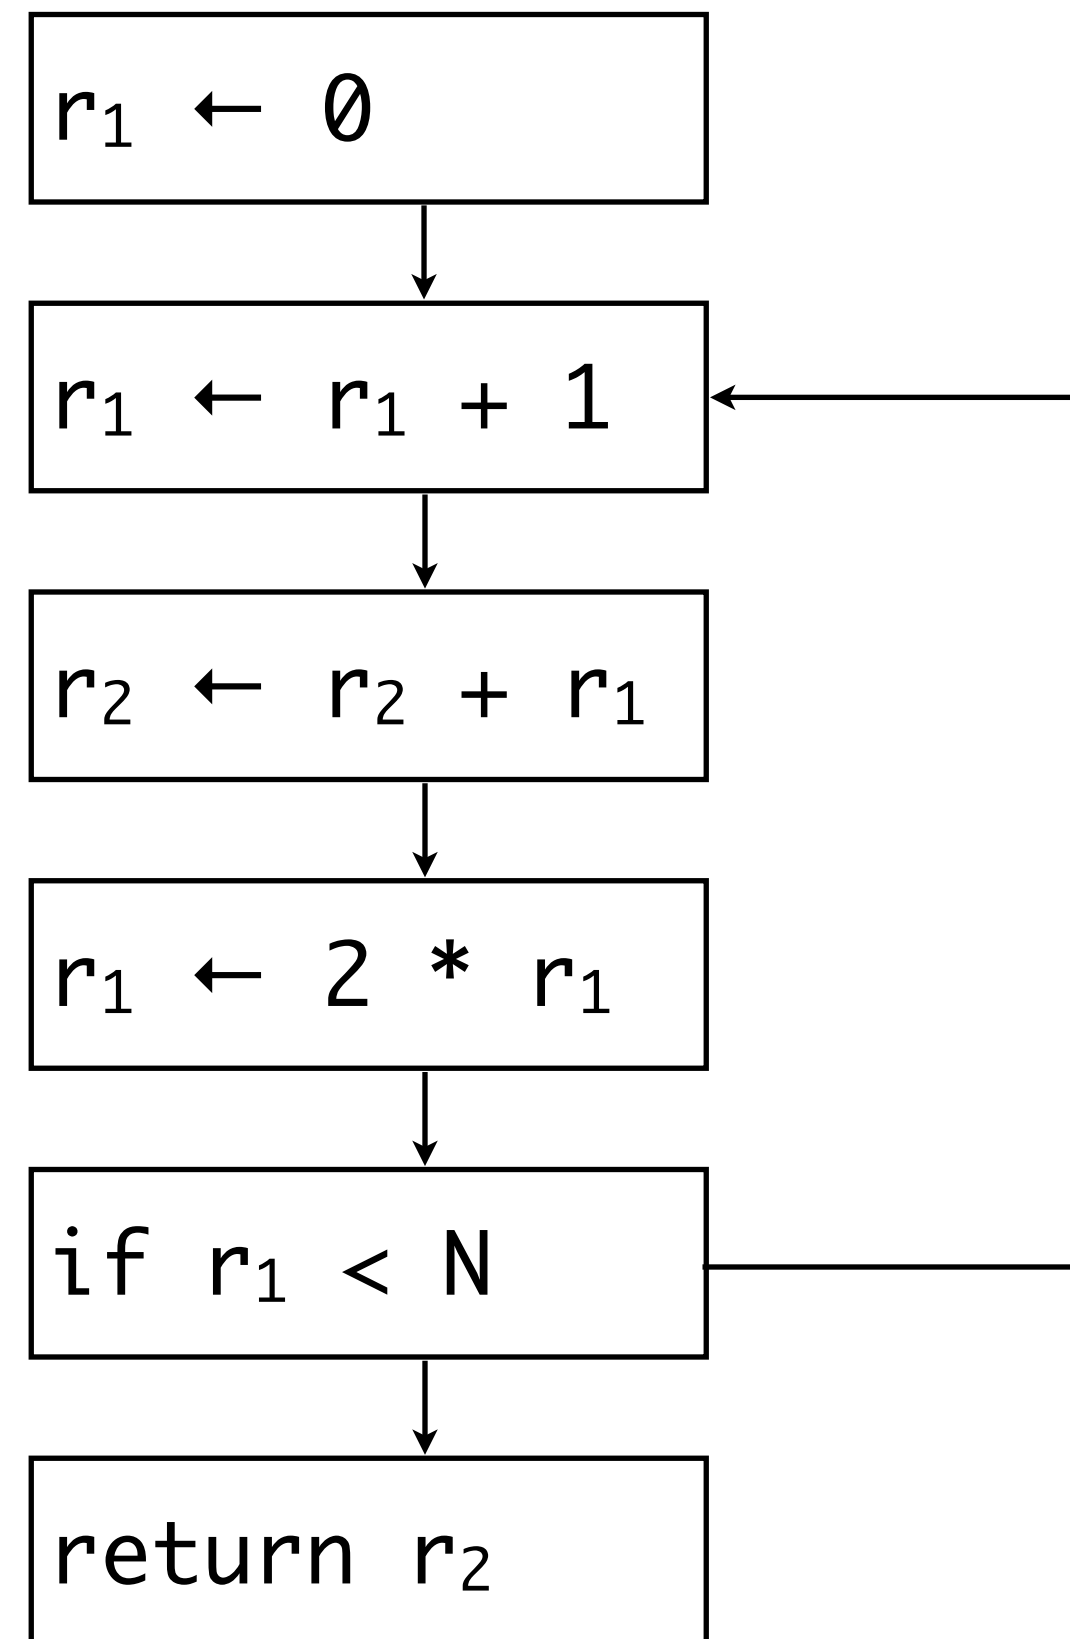 r₁ ← 0
r₁ ← r₁ + 1
r₂ ← r₂ + r₁
r₁ ← 2 * r₁
if r₁ < N
return r₂